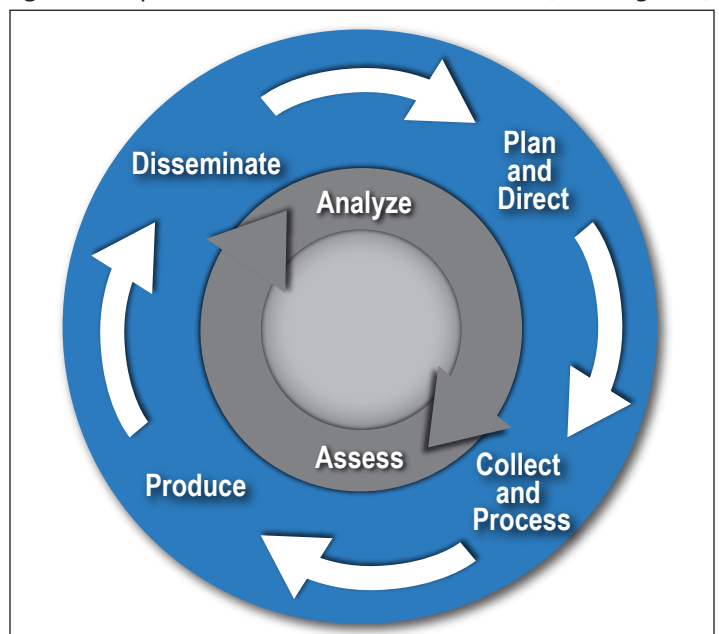 Disseminate
Plan
and
Direct
Analyze
Assess
Collect
and
Process
Produce